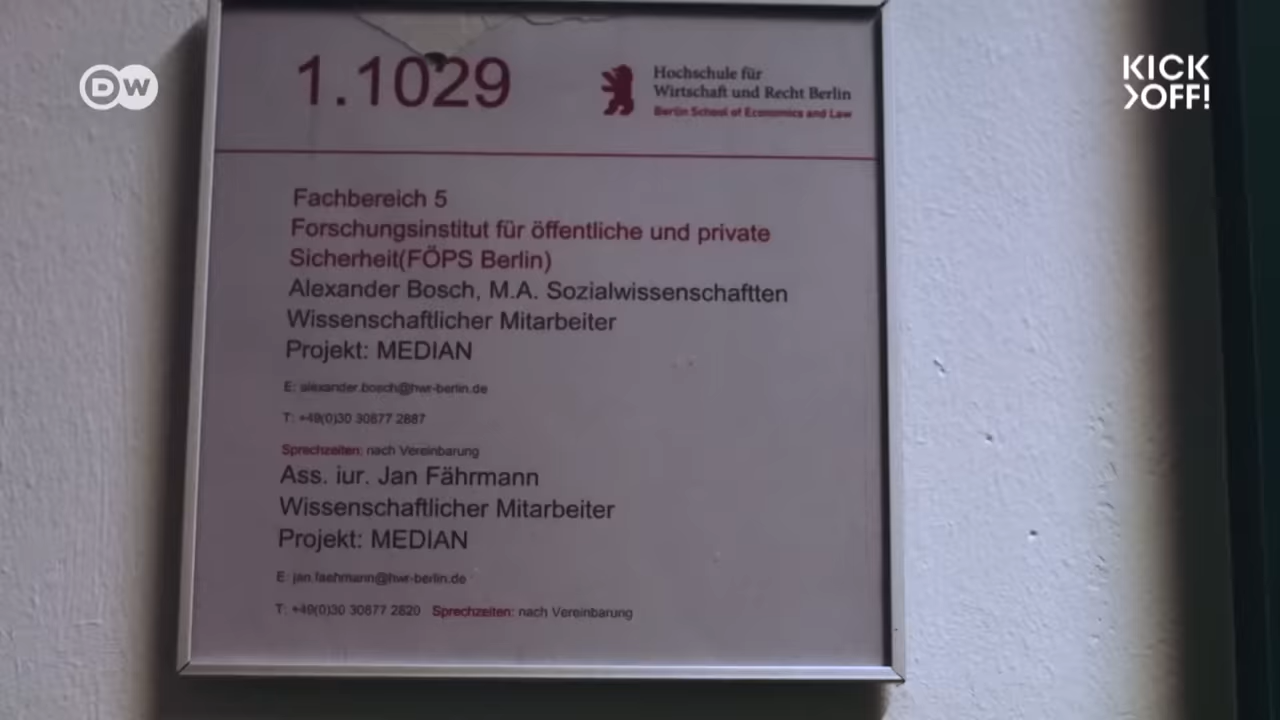 DW
KICK
OFF!
1.1029
Hochschule für
Wirtschaft und Recht Berlin
Berlin School of Economics and Law
Fachbereich 5
Forschungsinstitut für öffentliche und private
Sicherheit(FÖPS Berlin)
Alexander Bosch, M.A. Sozialwissenschaftten
Wissenschaftlicher Mitarbeiter
Projekt: MEDIAN
E: alexander.bosch@hwr-berlin.de
T: +49(0)30 30877 2887
Sprechzeiten: nach Vereinbarung
Ass. iur. Jan Fährmann
Wissenschaftlicher Mitarbeiter
Projekt: MEDIAN
E: jan.faehrmann@hwr-berlin.de
T: +49(0)30 30877 2820 Sprechzeiten: nach Vereinbarung